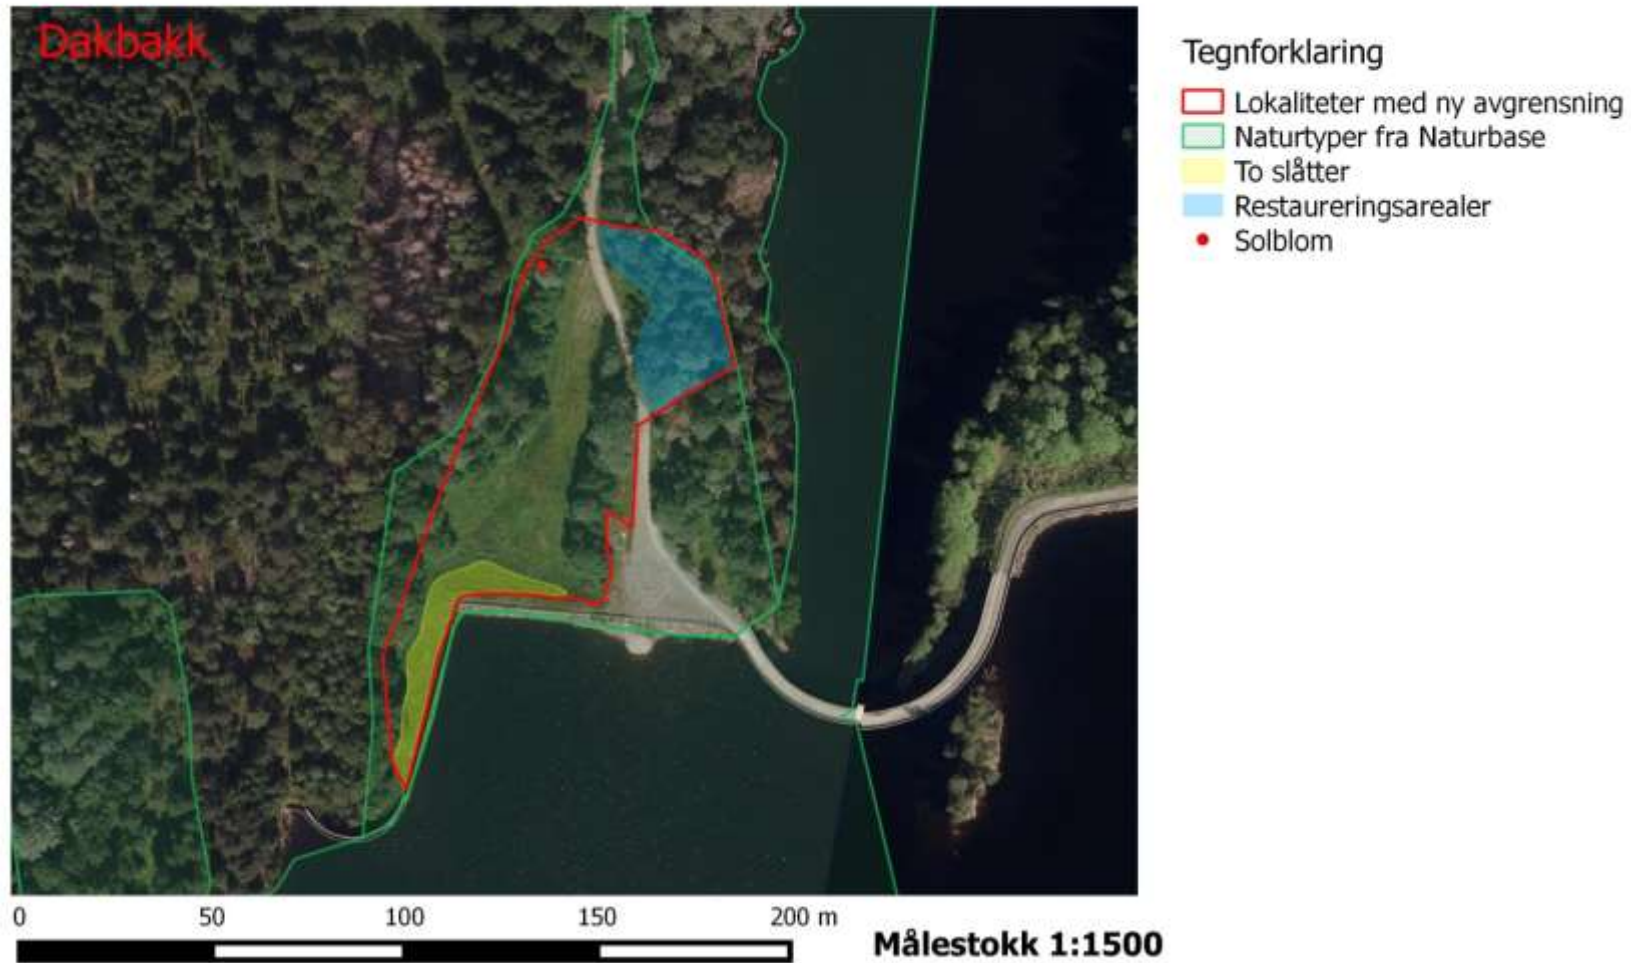 Dakbakk
Tegnforklaring
Lokaliteter med ny avgrensning
Naturtyper fra Naturbase
To slåtter
Restaureringsarealer
Solblom
0 50 100 150 200 m
Målestokk 1:1500